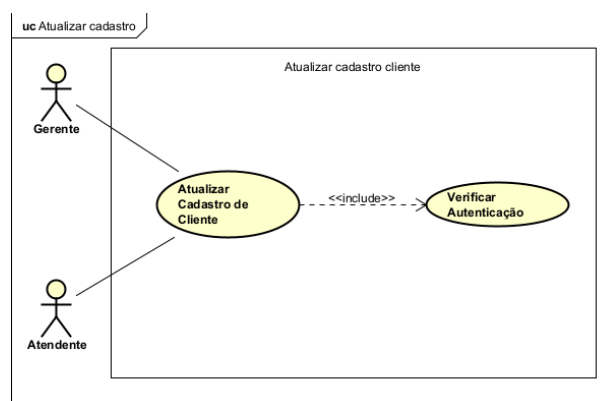 uc Atualizar cadastro
Atualizar cadastro cliente
Gerente
Atualizar
Cadastro de
Cliente
<<include>>
Verificar
Autenticação
Atendente